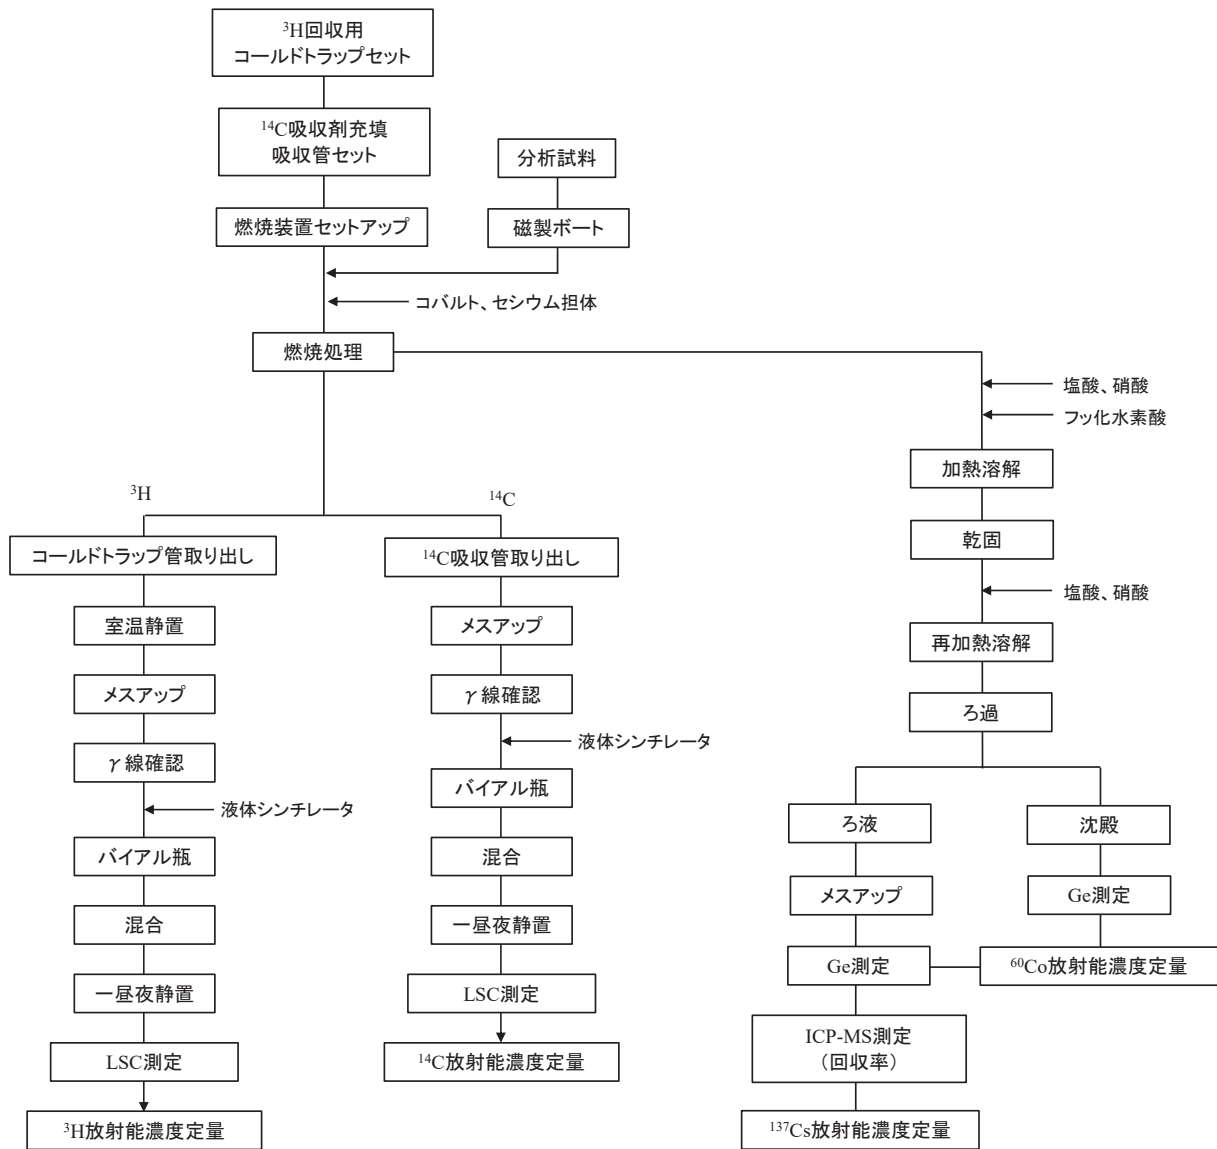 ³H回収用
コールドトラップセット
¹⁴C吸収剤充填
吸収管セット
分析試料
燃焼装置セットアップ
磁製ボート
コバルト、セシウム担体
燃焼処理
塩酸、硝酸
フッ化水素酸
加熱溶解
乾固
塩酸、硝酸
再加熱溶解
ろ過
³H
¹⁴C
コールドトラップ管取り出し
室温静置
メスアップ
γ線確認
液体シンチレータ
バイアル瓶
混合
一昼夜静置
LSC測定
³H放射能濃度定量
¹⁴C吸収管取り出し
メスアップ
γ線確認
液体シンチレータ
バイアル瓶
混合
一昼夜静置
LSC測定
¹⁴C放射能濃度定量
ろ液
メスアップ
Ge測定
ICP-MS測定
（回収率）
¹³⁷Cs放射能濃度定量
沈殿
Ge測定
⁶⁰Co放射能濃度定量